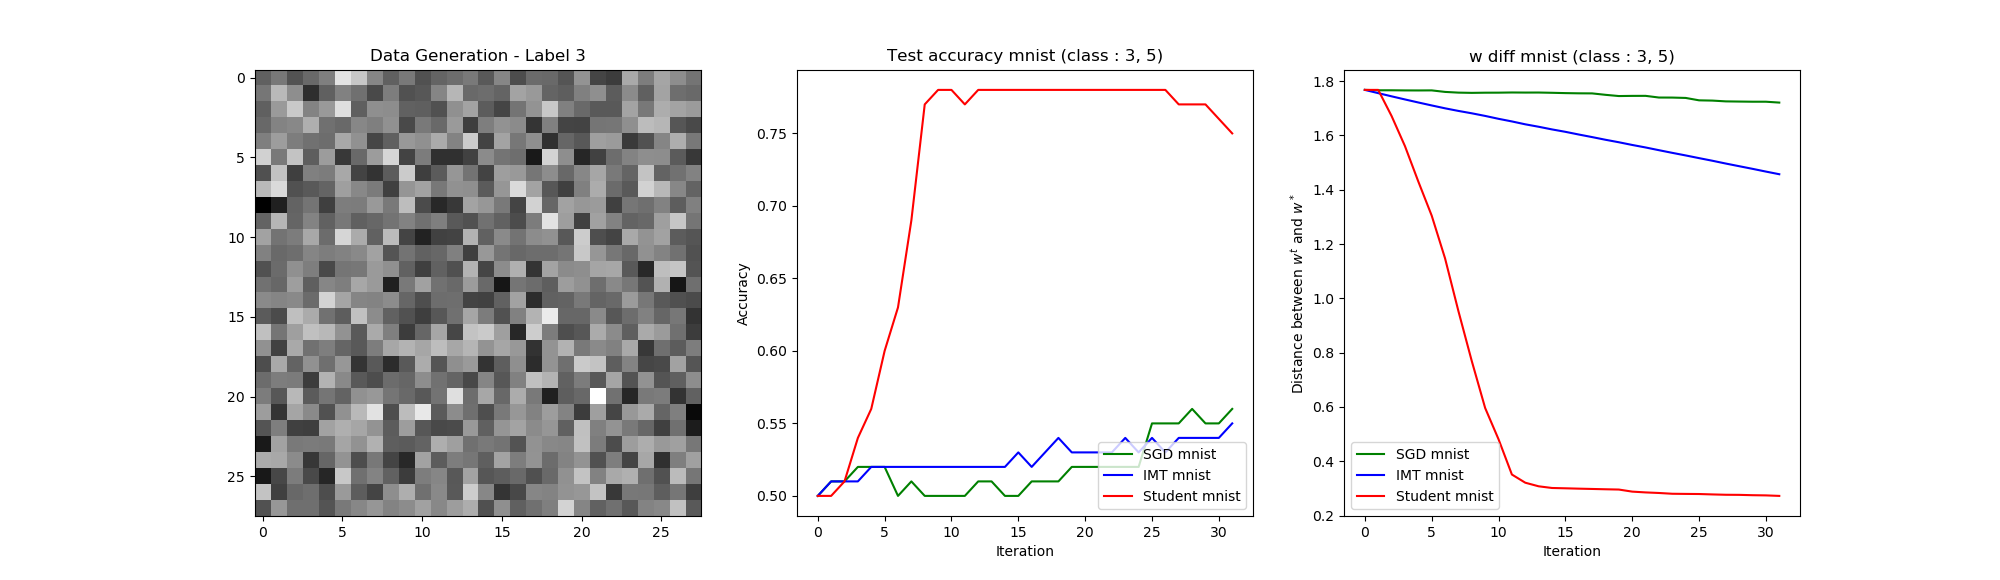 Data Generation - Label 3
0
5
10
15
20
25
0 5 10 15 20 25
Test accuracy mnist (class : 3, 5)
Accuracy
0.75
0.70
0.65
0.60
0.55
0.50
0 5 10 15 20 25 30
Iteration
SGD mnist
IMT mnist
Student mnist
w diff mnist (class : 3, 5)
Distance between w^t and w^*
1.8
1.6
1.4
1.2
1.0
0.8
0.6
0.4
0.2
0 5 10 15 20 25 30
Iteration
SGD mnist
IMT mnist
Student mnist